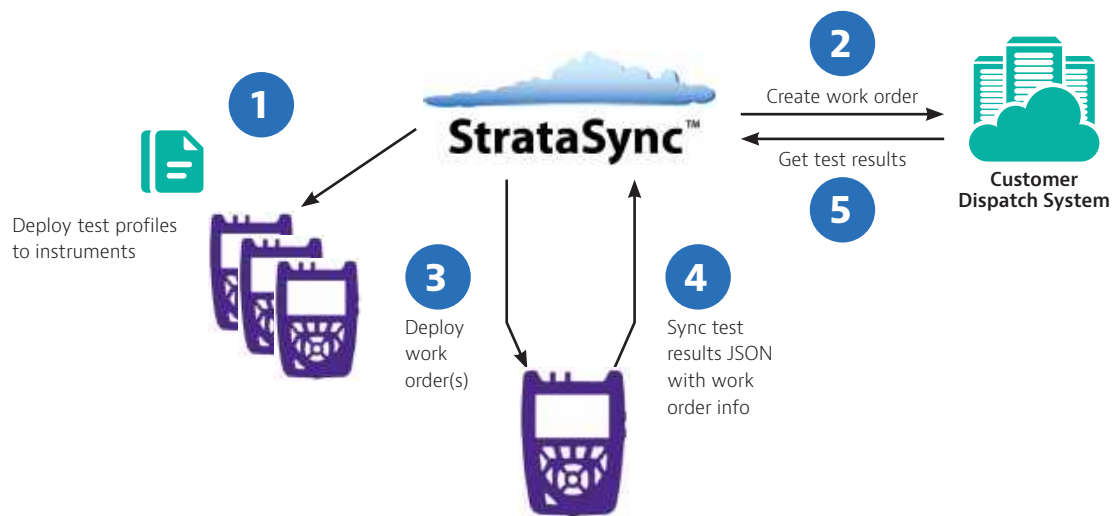 1
Deploy test profiles
to instruments
StrataSync™
2
Create work order
Get test results
5
Customer
Dispatch System
3
Deploy
work
order(s)
4
Sync test
results JSON
with work
order info